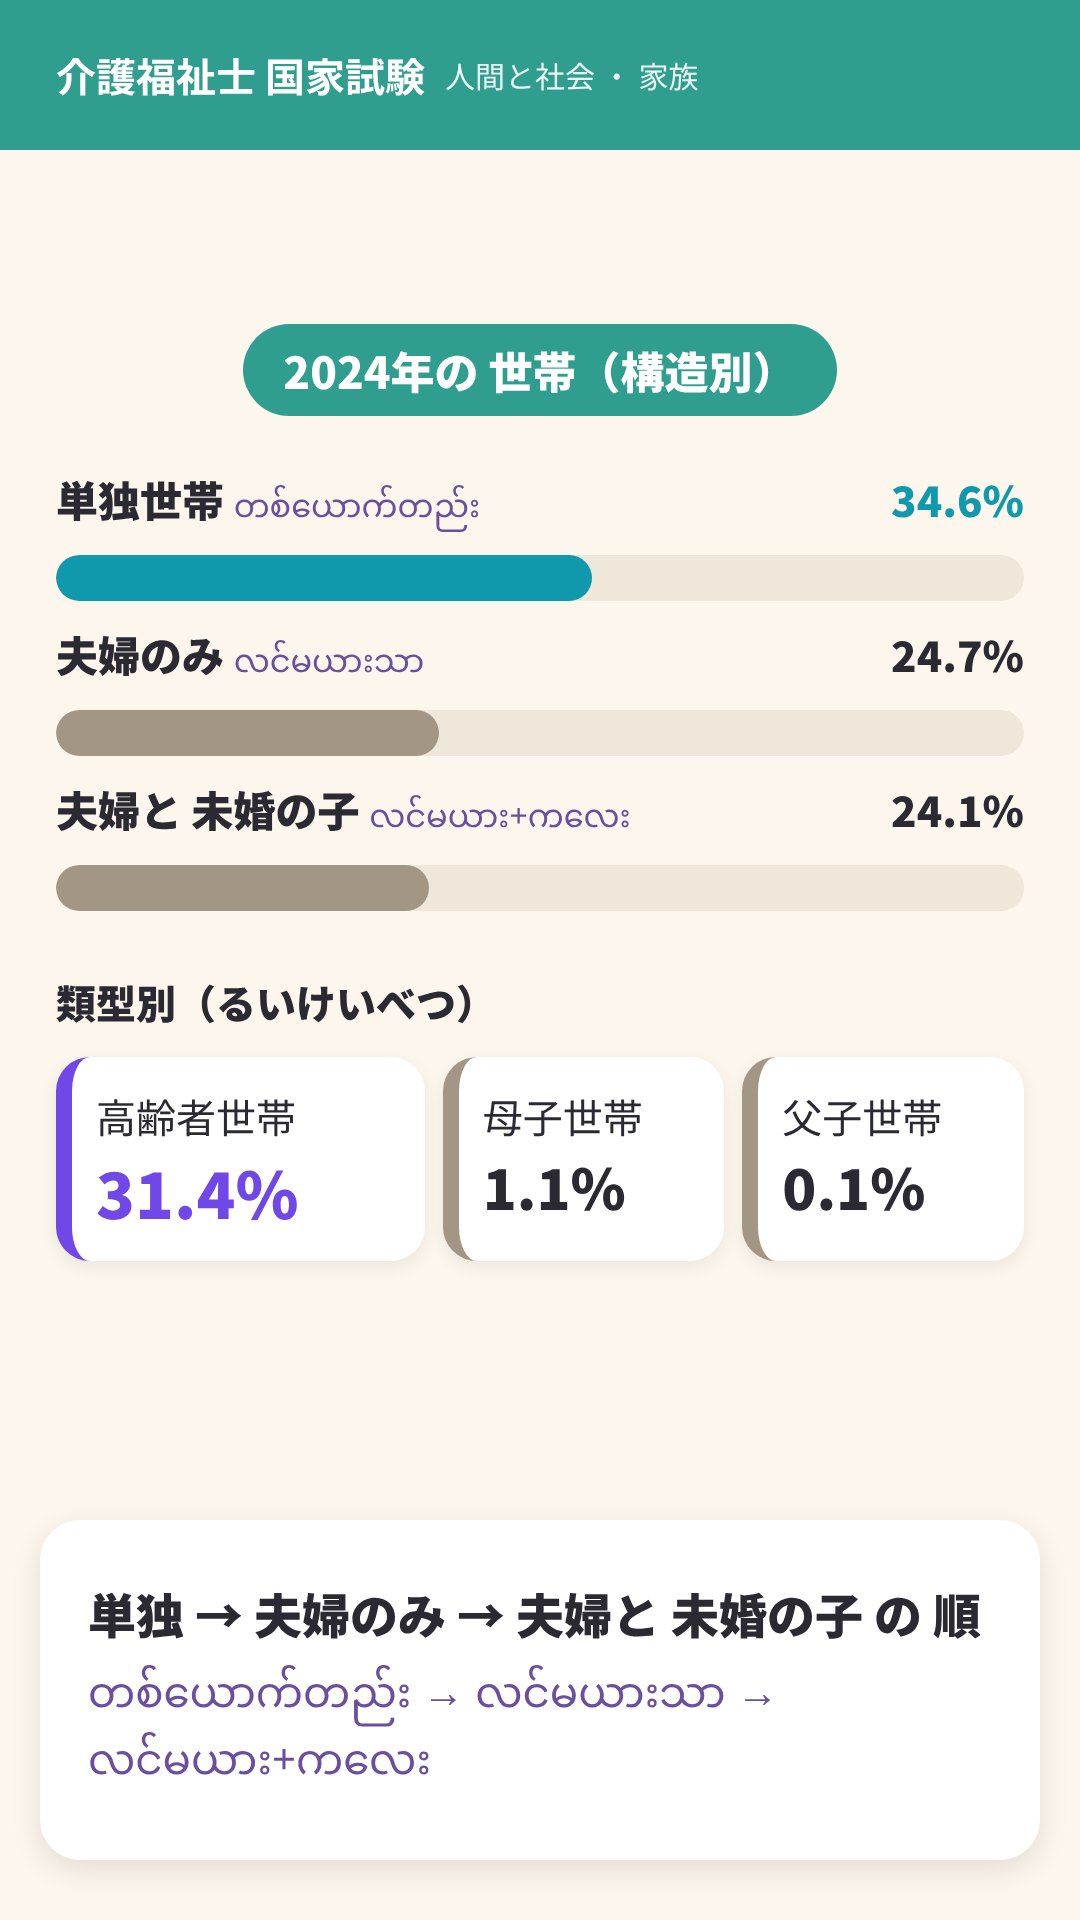 介護福祉士 国家試験 人間と社会 ・ 家族
2024年の 世帯（構造別）
単独世帯 တစ်ယောက်တည်း 34.6%
夫婦のみ လင်မယားသာ 24.7%
夫婦と 未婚の子 လင်မယား+ကလေး 24.1%
類型別（るいけいべつ）
高齢者世帯 母子世帯 父子世帯
31.4% 1.1% 0.1%
単独 → 夫婦のみ → 夫婦と 未婚の子 の 順
တစ်ယောက်တည်း → လင်မယားသာ →
လင်မယား+ကလေး